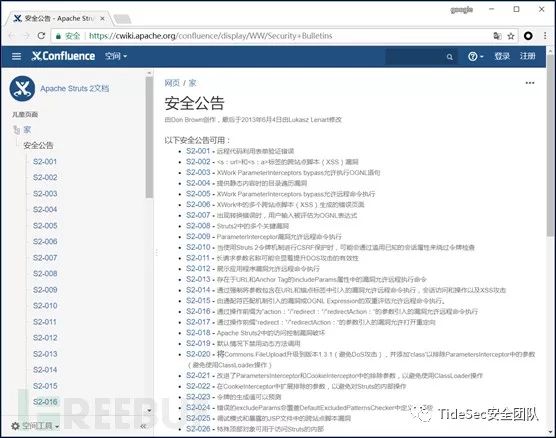 google
安全公告 - Apache Strut ×
安全 | https://cwiki.apache.org/confluence/display/WW/Security+Bulletins
Confluence 空间 登录 注册
Apache Struts 2文档
儿童页面
家
安全公告
S2-001
S2-002
S2-003
S2-004
S2-005
S2-006
S2-007
S2-008
S2-009
S2-010
S2-011
S2-012
S2-013
S2-014
S2-015
S2-016
空间工具
网页 / 家
安全公告
由Don Brown创作，最后于2013年6月4日由Lukasz Lenart修改
以下安全公告可用：
S2-001 - 远程代码利用表单验证错误
S2-002 - <s：url>和<s：a>标签的跨站点脚本（XSS）漏洞
S2-003 - XWork ParameterInterceptors bypass允许执行OGNL语句
S2-004 - 提供静态内容时的目录遍历漏洞
S2-005 - XWork ParameterInterceptors bypass允许远程命令执行
S2-006 - XWork中的多个跨站点脚本（XSS）生成的错误页面
S2-007 - 出现转换错误时，用户输入被评估为OGNL表达式
S2-008 - Struts2中的多个关键漏洞
S2-009 - ParameterInterceptor漏洞允许远程命令执行
S2-010 - 当使用Struts 2令牌机制进行CSRF保护时，可能会通过滥用已知的会话属性来绕过令牌检查
S2-011 - 长请求参数名称可能会显着提升DOS攻击的有效性
S2-012 - 展示应用程序漏洞允许远程命令执行
S2-013 - 存在于URL和Anchor Tag的includeParams属性中的漏洞允许远程执行命令
S2-014 - 通过强制将参数包含在URL和锚点标签中引入的漏洞允许远程命令执行，会话访问和操作以及XSS攻击
S2-015 - 由通配符匹配机制引入的漏洞或OGNL Expression的双重评估允许远程命令执行。
S2-016 - 通过操作前缀为"action："/"redirect："/"redirectAction："的参数引入的漏洞允许远程命令执行
S2-017 - 通过操作前缀"redirect："/"redirectAction："的参数引入的漏洞允许打开重定向
S2-018 - Apache Struts2中的访问控制漏洞破坏
S2-019 - 默认情况下禁用动态方法调用
S2-020 - 将Commons FileUpload升级到版本1.3.1（避免DoS攻击），并添加'class'以排除ParametersInterceptor中的参数
（避免使用ClassLoader操作）
S2-021 - 改进了ParametersInterceptor和CookieInterceptor中的排除参数，以避免使用ClassLoader操作
S2-022 - 在CookieInterceptor中扩展排除的参数，以避免对Struts的内部操作
S2-023 - 令牌的生成值可以预测
S2-024 - 错误的excludeParams会覆盖DefaultExcludedPatternsChecker中定义
S2-025 - 调试模式和暴露的JSP文件中的跨站点脚本漏洞
S2-026 - 特殊顶部对象可用于访问Struts的内部
TideSec安全团队